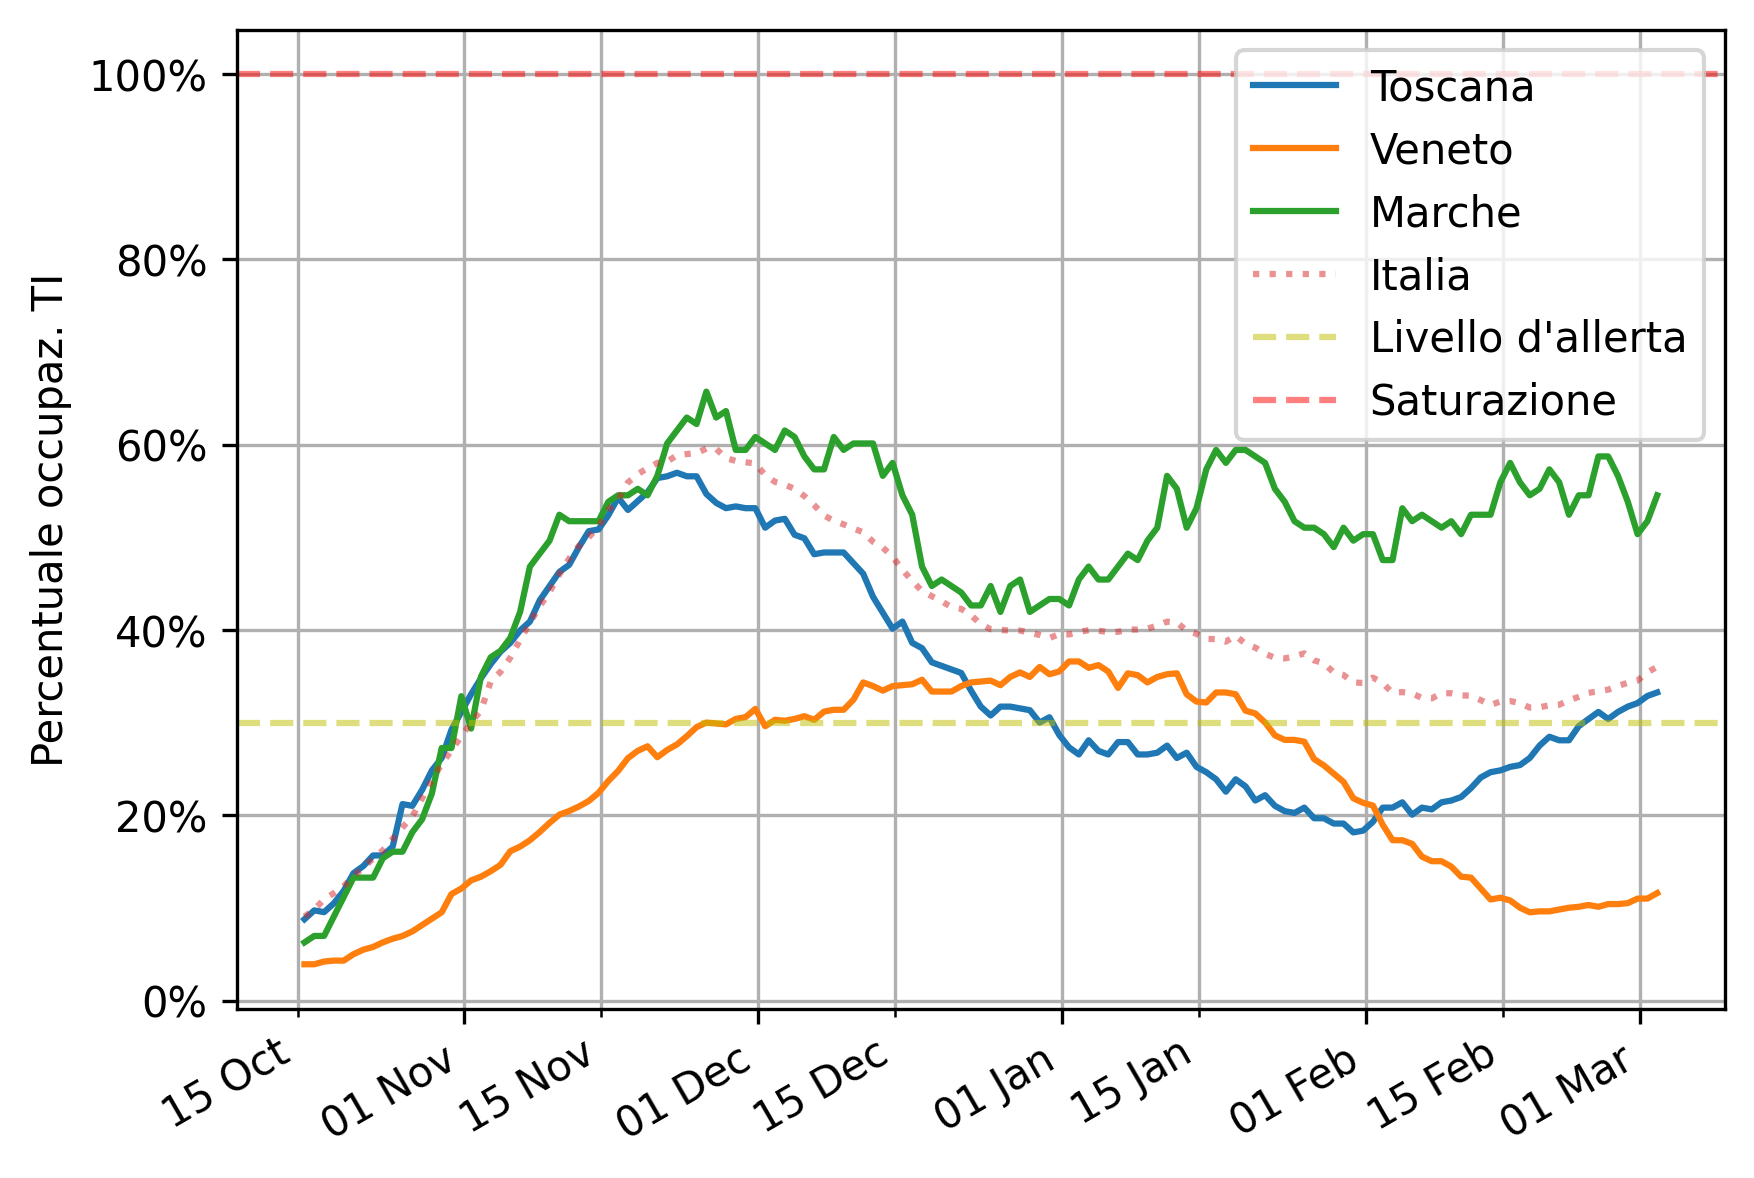 100%
80%
60%
40%
20%
0%
Percentuale occupaz. TI
Toscana
Veneto
Marche
Italia
Livello d'allerta
Saturazione
15 Oct
01 Nov
15 Nov
01 Dec
15 Dec
01 Jan
15 Jan
01 Feb
15 Feb
01 Mar